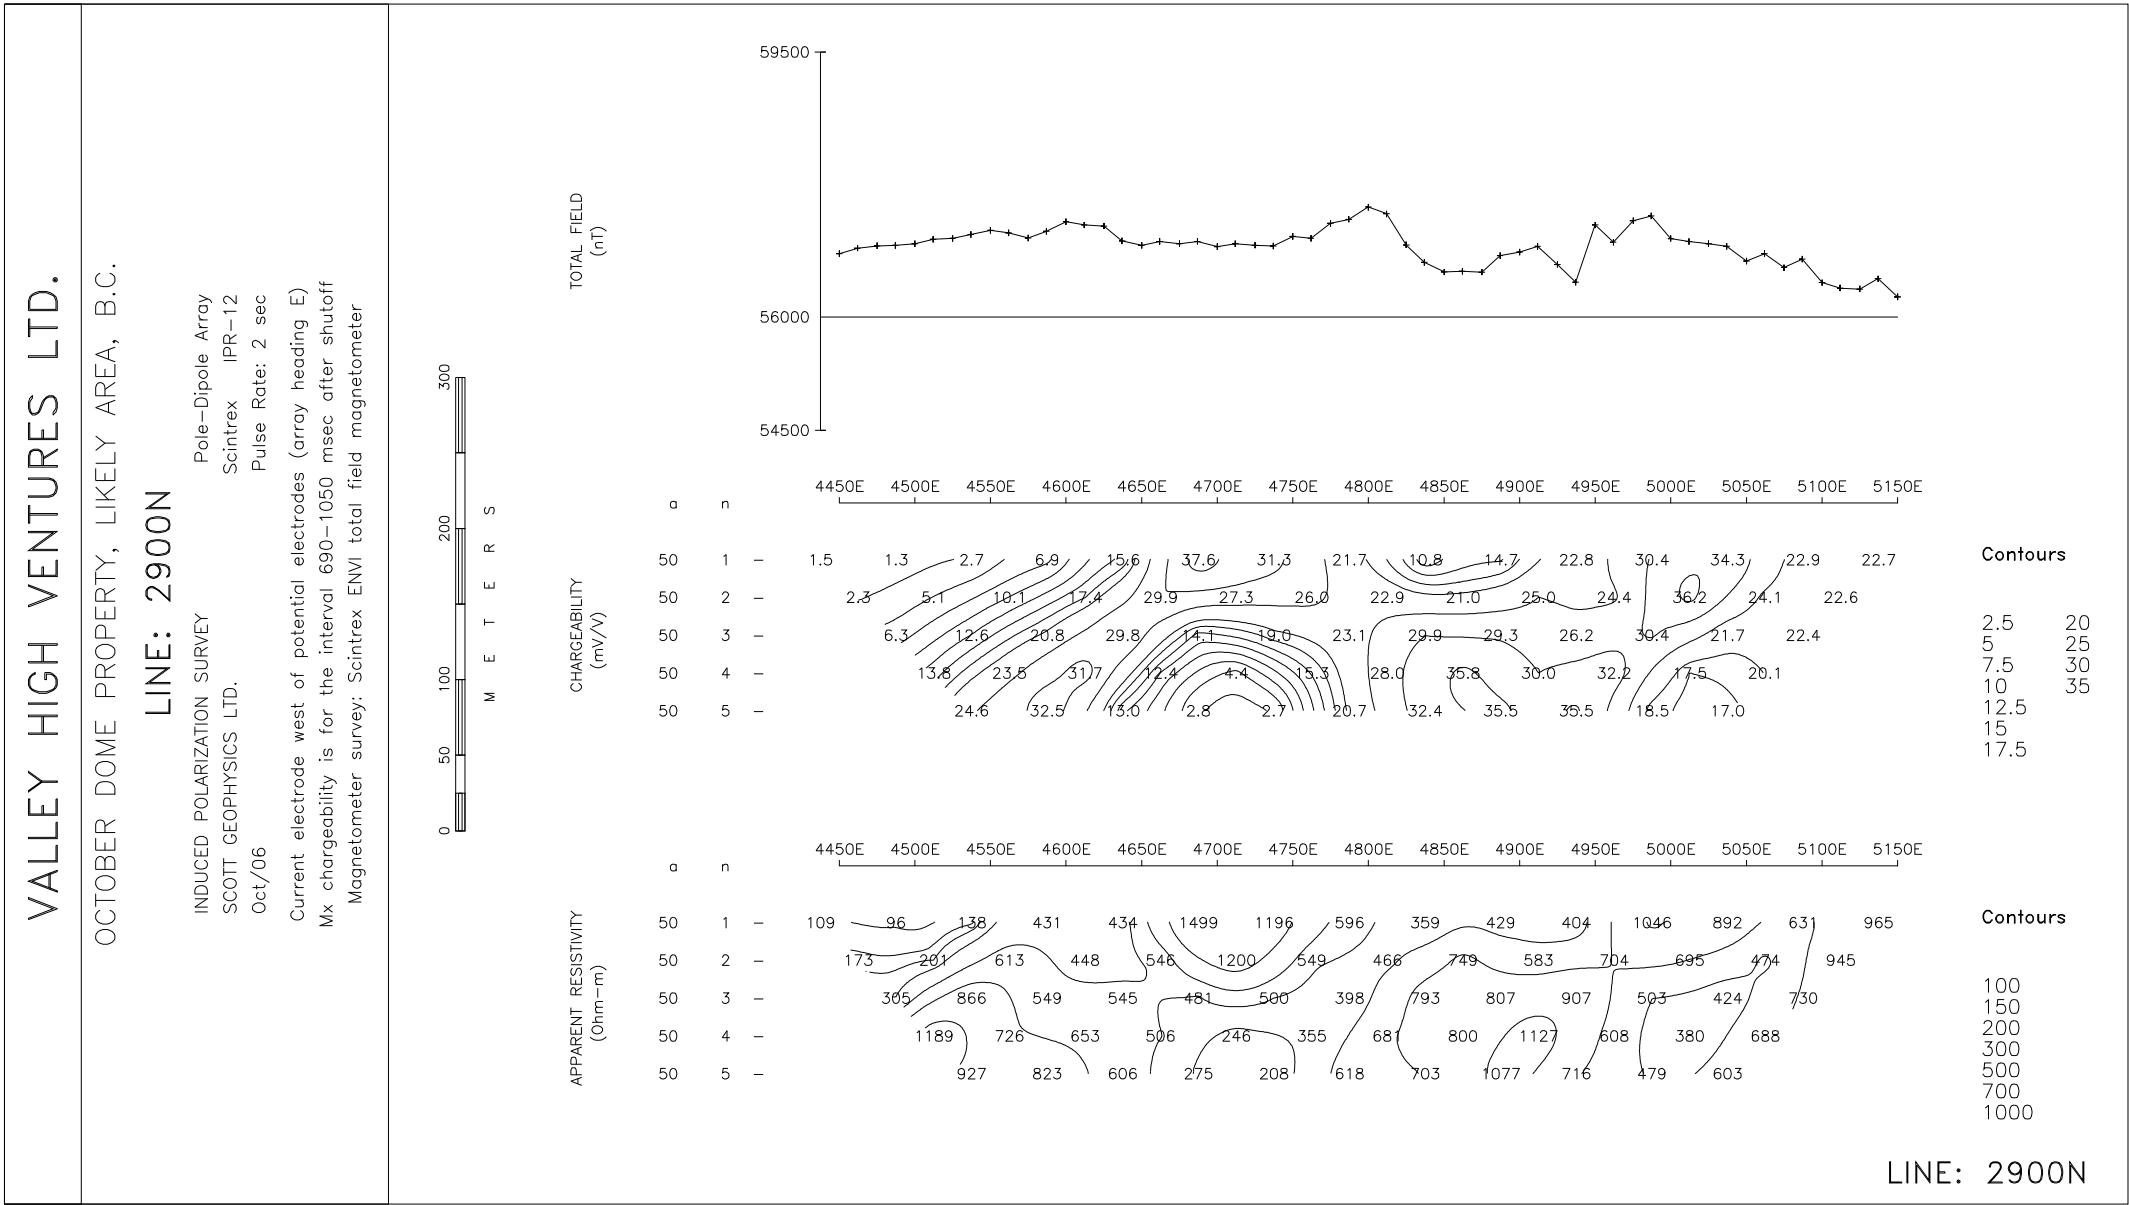 VALLEY HIGH VENTURES LTD.
OCTOBER DOME PROPERTY, LIKELY AREA, B.C.
LINE: 2900N
INDUCED POLARIZATION SURVEY Pole-Dipole Array
SCOTT GEOPHYSICS LTD. Scintrex IPR-12
Oct/06 Pulse Rate: 2 sec
Current electrode west of potential electrodes (array heading E)
Mx chargeability is for the interval 690-1050 msec after shutoff
Magnetometer survey: Scintrex ENVI total field magnetometer
0 50 100 200 300
METERS
TOTAL FIELD
(nT)
59500
56000
54500
4450E 4500E 4550E 4600E 4650E 4700E 4750E 4800E 4850E 4900E 4950E 5000E 5050E 5100E 5150E
a n
CHARGEABILITY
(mV/V)
50 1 – 1.5 1.3 2.7 6.9 15.6 37.6 31.3 21.7 10.8 14.7 22.8 30.4 34.3 22.9 22.7
50 2 – 2.3 5.1 10.1 17.4 29.9 27.3 26.0 22.9 21.0 25.0 24.4 36.2 24.1 22.6
50 3 – 6.3 12.6 20.8 29.8 14.1 19.0 23.1 29.9 29.3 26.2 30.4 21.7 22.4
50 4 – 13.8 23.5 31.7 12.4 4.4 15.3 28.0 35.8 30.0 32.2 17.5 20.1
50 5 – 24.6 32.5 13.0 2.8 2.7 20.7 32.4 35.5 35.5 18.5 17.0
Contours
2.5 20
5 25
7.5 30
10 35
12.5
15
17.5
4450E 4500E 4550E 4600E 4650E 4700E 4750E 4800E 4850E 4900E 4950E 5000E 5050E 5100E 5150E
a n
APPARENT RESISTIVITY
(Ohm-m)
50 1 – 109 96 138 431 434 1499 1196 596 359 429 404 1046 892 631 965
50 2 – 173 201 613 448 546 1200 549 466 749 583 704 695 474 945
50 3 – 305 866 549 545 481 500 398 793 807 907 503 424 730
50 4 – 1189 726 653 506 246 355 681 800 1127 608 380 688
50 5 – 927 823 606 275 208 618 703 1077 716 479 603
Contours
100
150
200
300
500
700
1000
LINE: 2900N